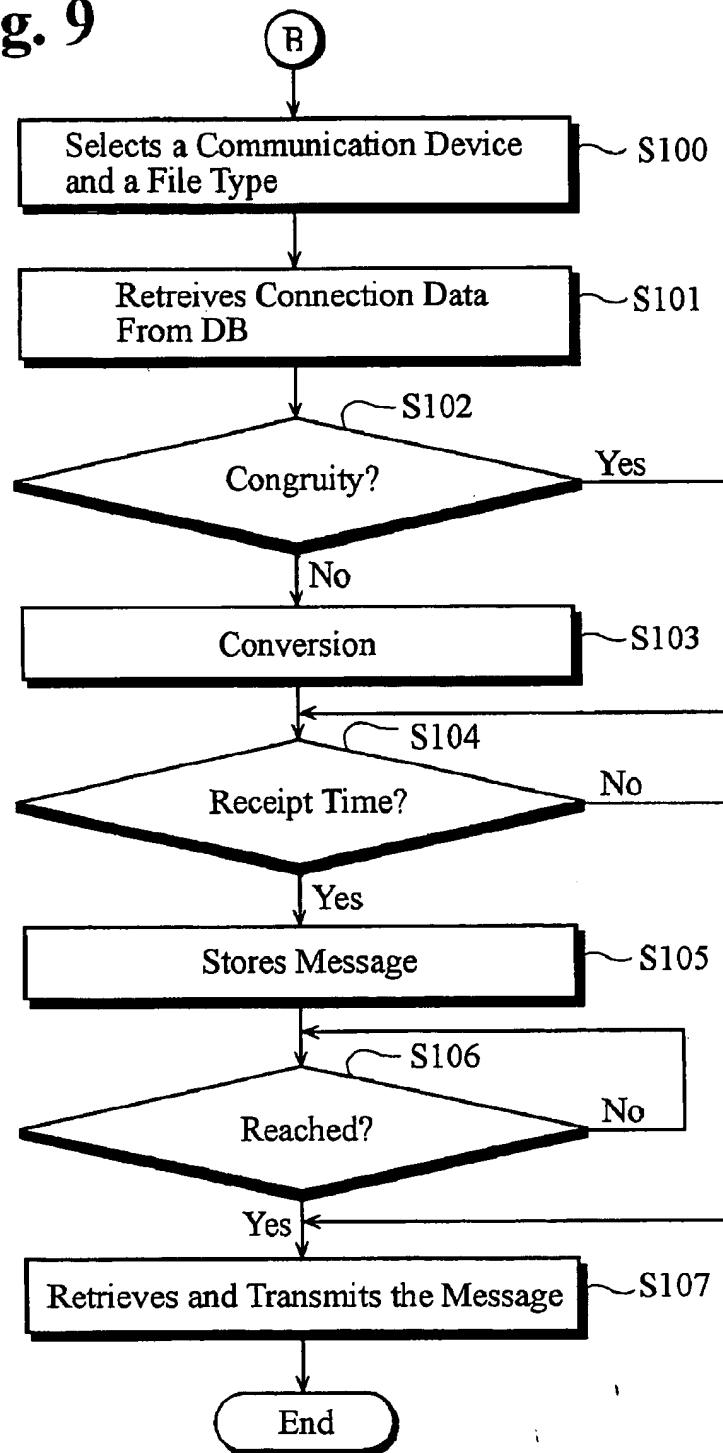 g. 9
B
Selects a Communication Device
and a File Type
S100
Retreives Connection Data
From DB
S101
S102
Congruity?
Yes
No
Conversion
S103
S104
Receipt Time?
No
Yes
Stores Message
S105
S106
Reached?
No
Yes
Retrieves and Transmits the Message
S107
End